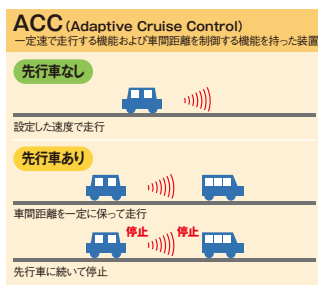 ACC(Adaptive Cruise Control)
一定速で走行する機能および車間距離を制御する機能を持った装置
先行車なし
設定した速度で走行
先行車あり
車間距離を一定に保って走行
停止 停止
先行車に続いて停止